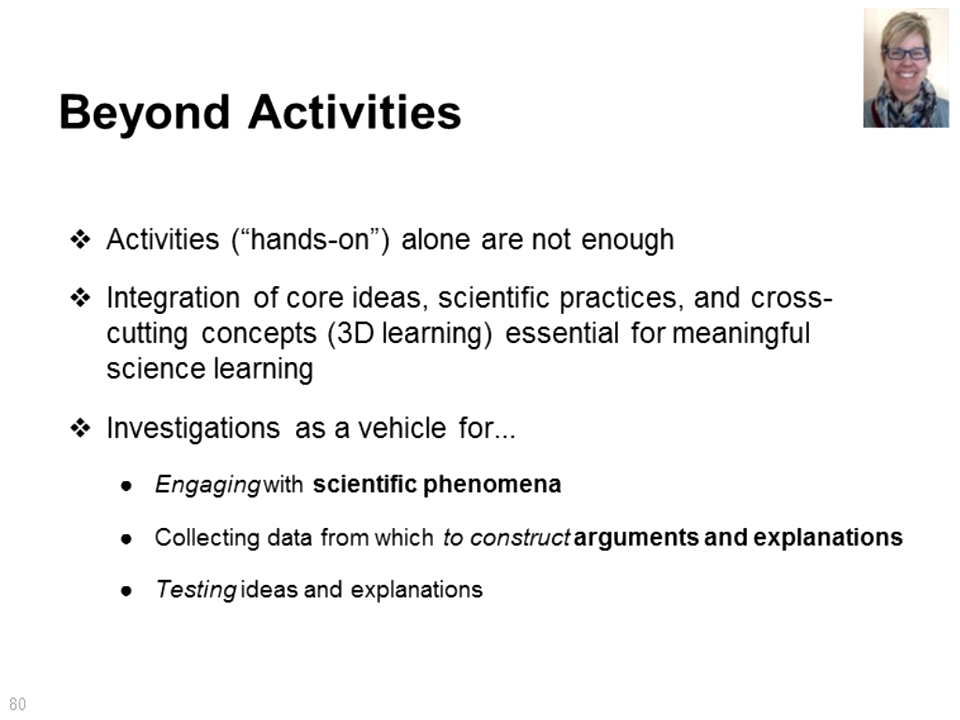 Beyond Activities
❖ Activities (“hands-on”) alone are not enough
❖ Integration of core ideas, scientific practices, and cross-
cutting concepts (3D learning) essential for meaningful
science learning
❖ Investigations as a vehicle for...
● Engaging with scientific phenomena
● Collecting data from which to construct arguments and explanations
● Testing ideas and explanations
80